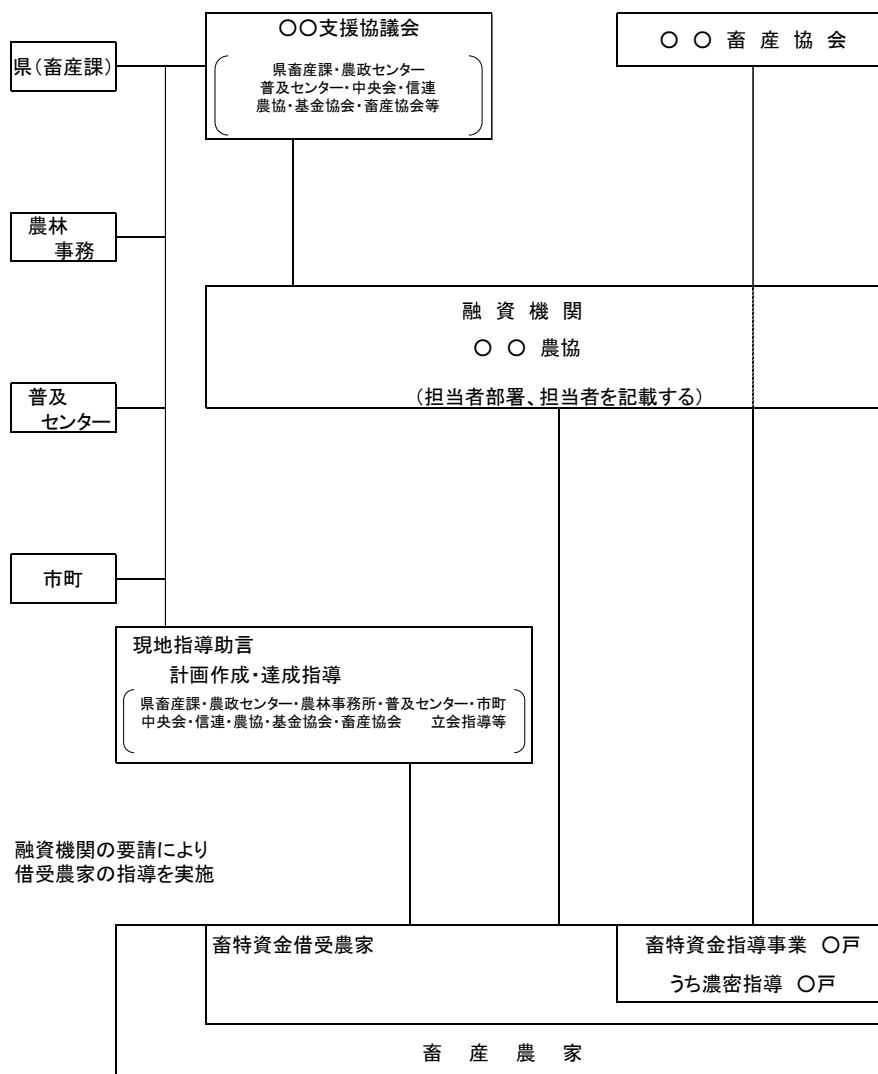 〇〇支援協議会
県畜産課・農政センター
普及センター・中央会・信連
農協・基金協会・畜産協会等
〇 〇 畜 産 協 会
県(畜産課)
農林
事務
融 資 機 関
〇 〇 農協
(担当者部署、担当者を記載する)
普及
センター
市町
現地指導助言
計画作成・達成指導
県畜産課・農政センター・農林事務所・普及センター・市町
中央会・信連・農協・基金協会・畜産協会 立会指導等
融資機関の要請により
借受農家の指導を実施
畜特資金借受農家
畜特資金指導事業 〇戸
うち濃密指導 〇戸
畜 産 農 家